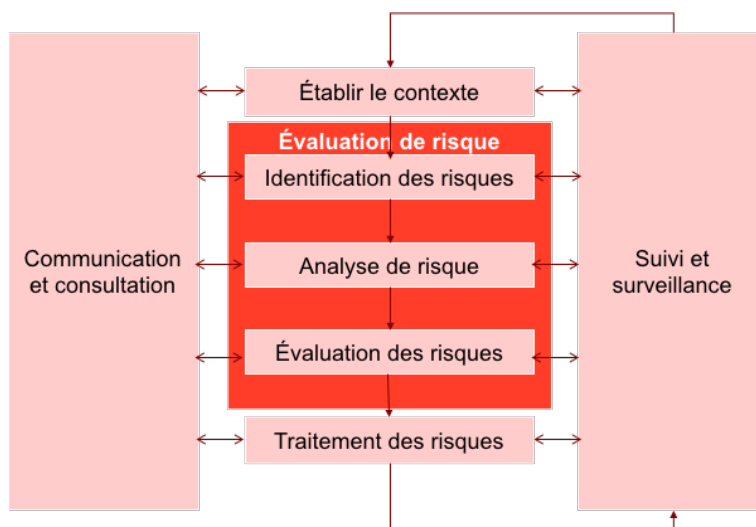 Établir le contexte
Évaluation de risque
Identification des risques
Communication
et consultation
Analyse de risque
Suivi et
surveillance
Évaluation des risques
Traitement des risques